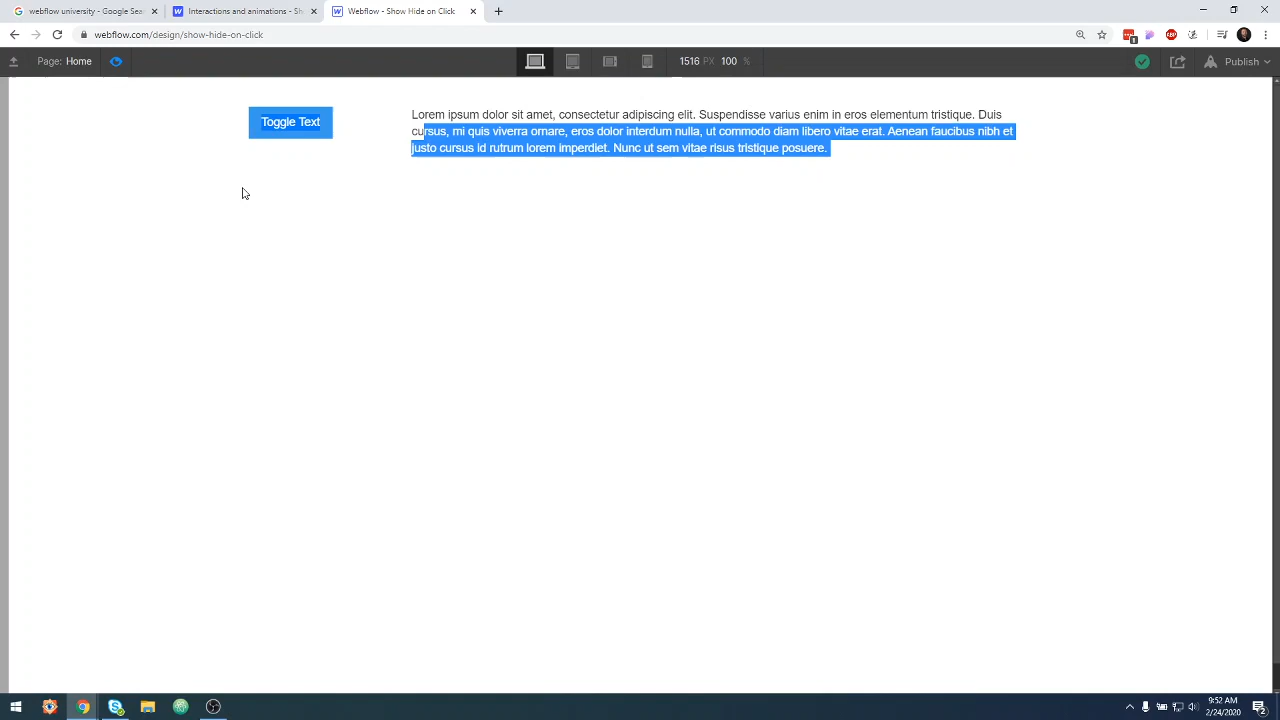 webflow university - Google Sear
Interactions and animations - Sho
Webflow - Show Hide on Click
webflow.com/design/show-hide-on-click
Page: Home
1516 PX 100 %
Publish
Toggle Text
Lorem ipsum dolor sit amet, consectetur adipiscing elit. Suspendisse varius enim in eros elementum tristique. Duis
cursus, mi quis viverra ornare, eros dolor interdum nulla, ut commodo diam libero vitae erat. Aenean faucibus nibh et
justo cursus id rutrum lorem imperdiet. Nunc ut sem vitae risus tristique posuere.
9:52 AM
2/24/2020